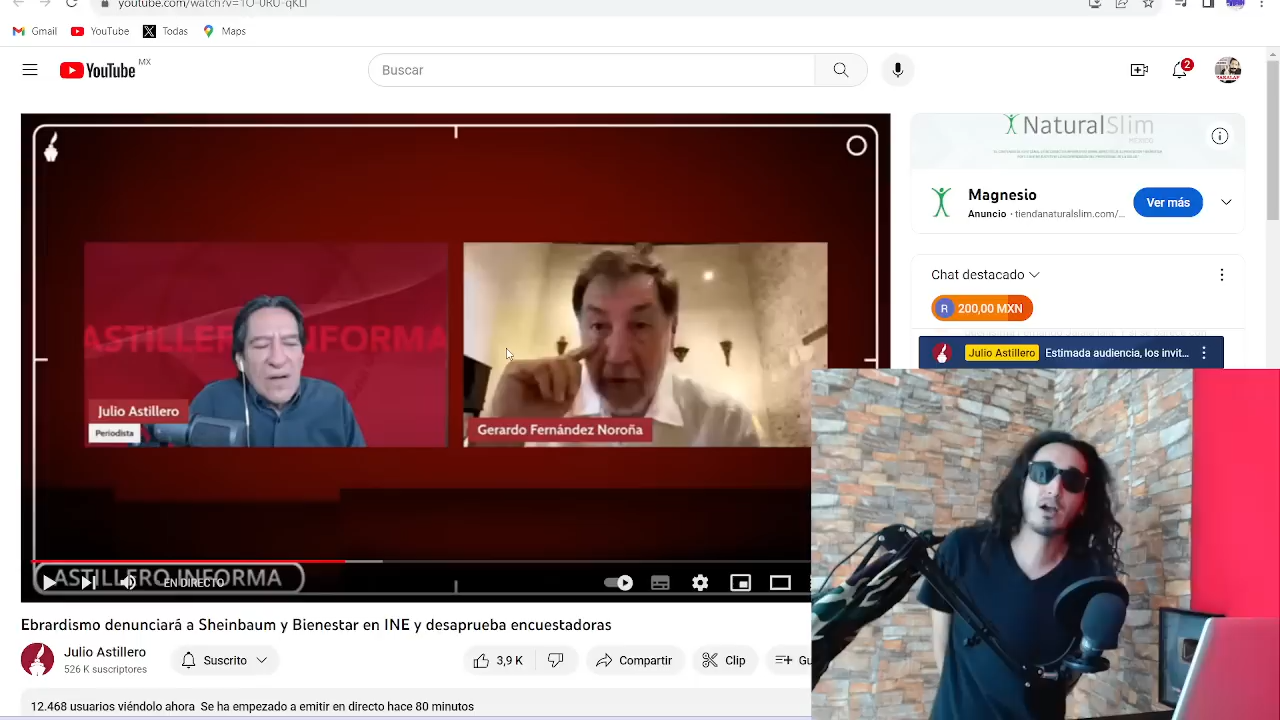 youtube.com/watch?v=1O-0R0-qKLI
Gmail
YouTube
Todas
Maps
YouTube MX
Buscar
2
NaturalSlim
Magnesio
Anuncio · tiendanaturalslim.com/...
Ver más
ASTILLERO INFORMA
Julio Astillero
Periodista
Gerardo Fernández Noroña
Chat destacado
R 200,00 MXN
Julio Astillero Estimada audiencia, los invit...
ASTILLERO INFORMA
EN DIRECTO
Ebrardismo denunciará a Sheinbaum y Bienestar en INE y desaprueba encuestadoras
Julio Astillero
526 K suscriptores
Suscrito
3,9 K
Compartir
Clip
Gu
12.468 usuarios viéndolo ahora Se ha empezado a emitir en directo hace 80 minutos